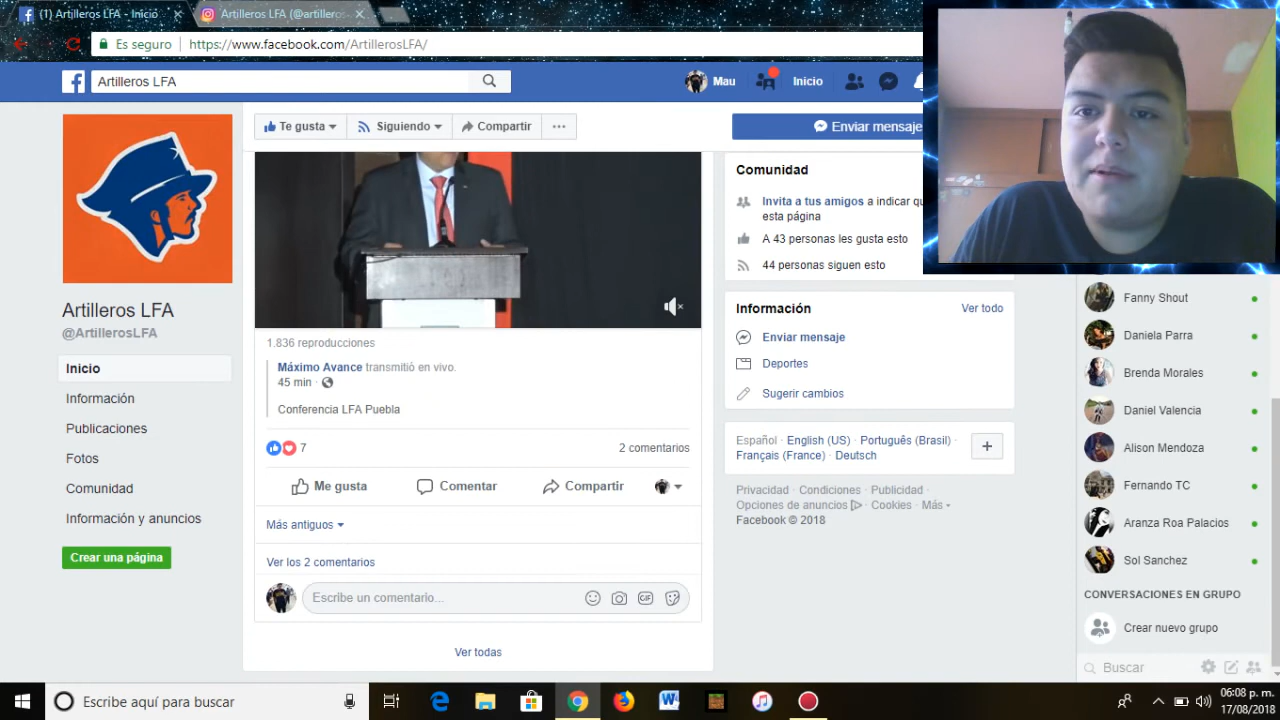 (1) Artilleros LFA - Inicio
Artilleros LFA (@artillero
Es seguro
https://www.facebook.com/ArtillerosLFA/
Artilleros LFA
Mau
Inicio
Artilleros LFA
@ArtillerosLFA
Inicio
Información
Publicaciones
Fotos
Comunidad
Información y anuncios
Crear una página
Te gusta
Siguiendo
Compartir
Enviar mensaje
1.836 reproducciones
Máximo Avance transmitió en vivo.
45 min ·
Conferencia LFA Puebla
7
2 comentarios
Me gusta
Comentar
Compartir
Más antiguos
Ver los 2 comentarios
Escribe un comentario...
GIF
Ver todas
Comunidad
Invita a tus amigos a indicar qu
esta página
A 43 personas les gusta esto
44 personas siguen esto
Información
Ver todo
Enviar mensaje
Deportes
Sugerir cambios
Español · English (US) · Português (Brasil) ·
Français (France) · Deutsch
Privacidad · Condiciones · Publicidad ·
Opciones de anuncios · Cookies · Más
Facebook © 2018
Fanny Shout
Daniela Parra
Brenda Morales
Daniel Valencia
Alison Mendoza
Fernando TC
Aranza Roa Palacios
Sol Sanchez
CONVERSACIONES EN GRUPO
Crear nuevo grupo
Buscar
Escribe aquí para buscar
06:08 p. m.
17/08/2018